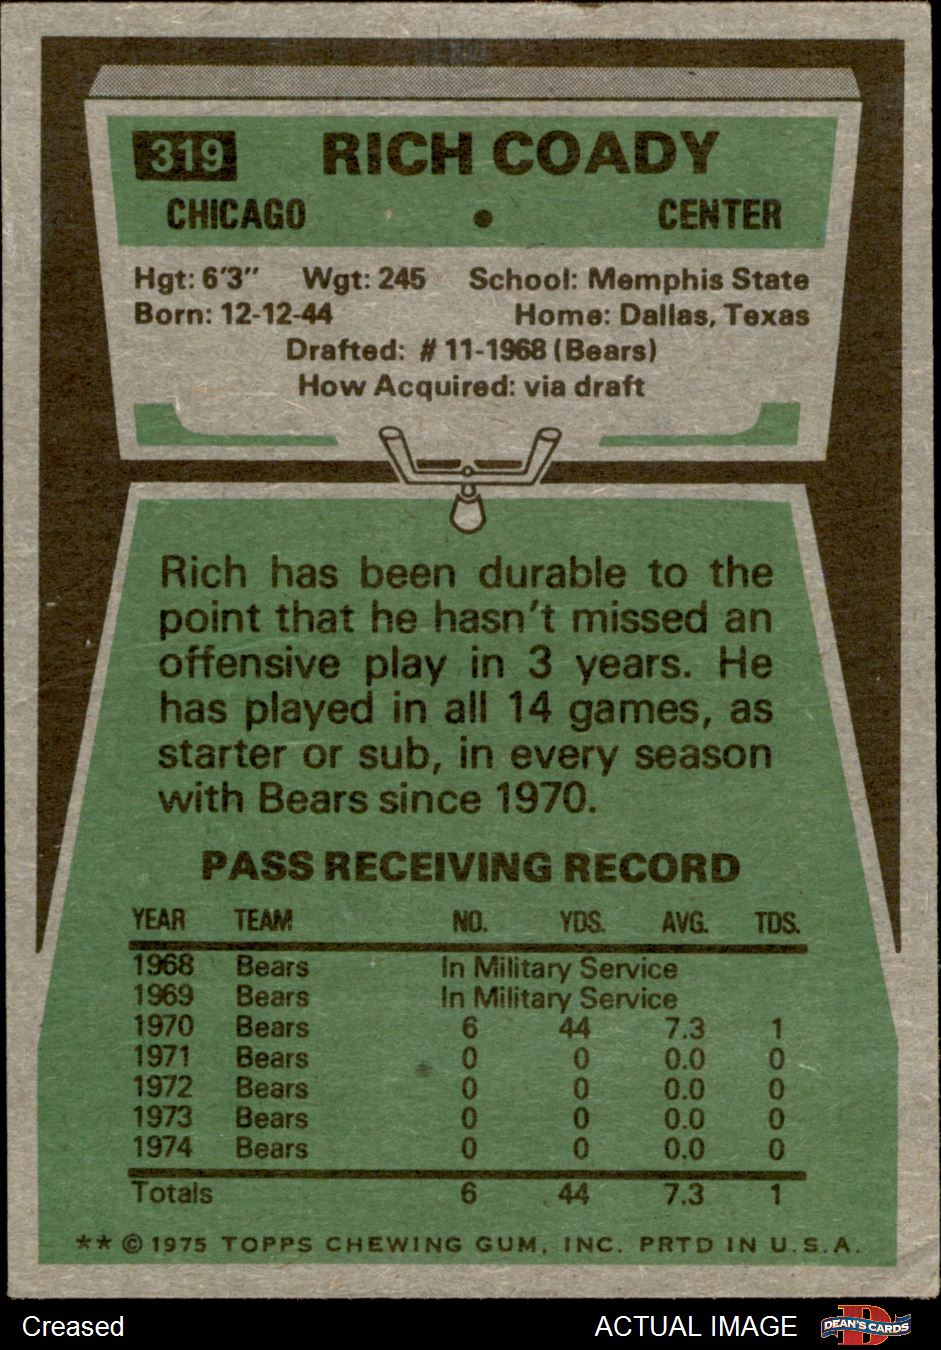 319
RICH COADY
CHICAGO • CENTER
Hgt: 6'3" Wgt: 245 School: Memphis State
Born: 12-12-44 Home: Dallas, Texas
Drafted: # 11-1968 (Bears)
How Acquired: via draft
Rich has been durable to the
point that he hasn't missed an
offensive play in 3 years. He
has played in all 14 games, as
starter or sub, in every season
with Bears since 1970.
PASS RECEIVING RECORD
YEAR TEAM NO. YDS. AVG. TDS.
1968 Bears In Military Service
1969 Bears In Military Service
1970 Bears 6 44 7.3 1
1971 Bears 0 0 0.0 0
1972 Bears 0 0 0.0 0
1973 Bears 0 0 0.0 0
1974 Bears 0 0 0.0 0
Totals 6 44 7.3 1
** © 1975 TOPPS CHEWING GUM, INC. PRTD IN U.S.A.
Creased ACTUAL IMAGE D DEAN'S CARDS